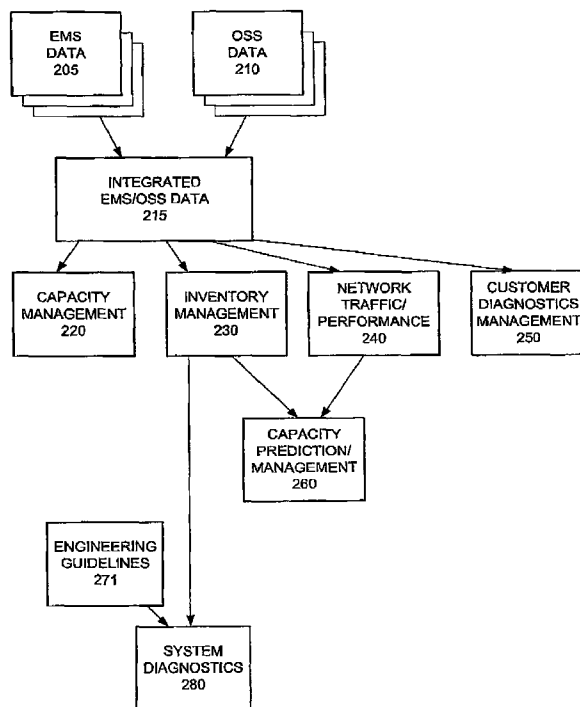 EMS
DATA
205
OSS
DATA
210
INTEGRATED
EMS/OSS DATA
215
CAPACITY
MANAGEMENT
220
INVENTORY
MANAGEMENT
230
NETWORK
TRAFFIC/
PERFORMANCE
240
CUSTOMER
DIAGNOSTICS
MANAGEMENT
250
CAPACITY
PREDICTION/
MANAGEMENT
260
ENGINEERING
GUIDELINES
271
SYSTEM
DIAGNOSTICS
280